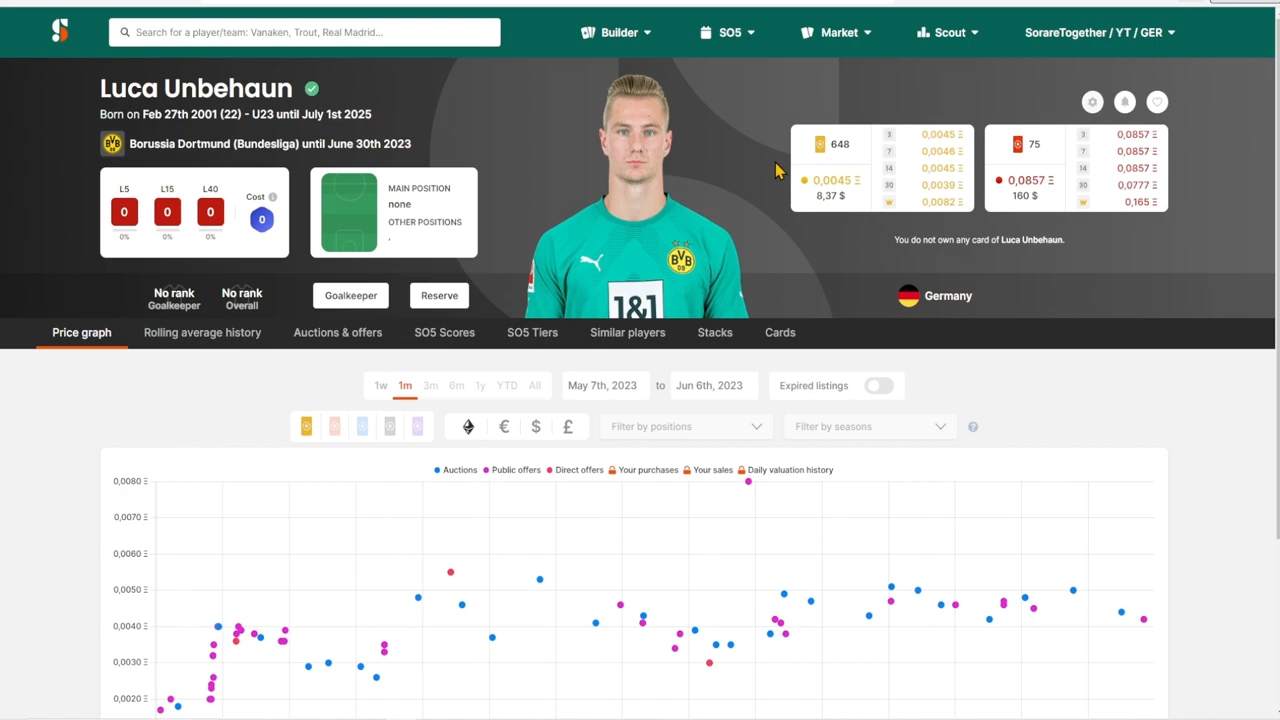 Search for a player/team: Vanaken, Trout, Real Madrid...
Builder
SO5
Market
Scout
SorareTogether / YT / GER
Luca Unbehaun
Born on Feb 27th 2001 (22) - U23 until July 1st 2025
BVB 09
Borussia Dortmund (Bundesliga) until June 30th 2023
L5 L15 L40 Cost
0 0 0 0
0% 0% 0%
MAIN POSITION
none
OTHER POSITIONS
,
648
0,0045 Ξ
8,37 $
3 0,0045 Ξ
7 0,0046 Ξ
14 0,0045 Ξ
30 0,0039 Ξ
0,0082 Ξ
75
0,0857 Ξ
160 $
3 0,0857 Ξ
7 0,0857 Ξ
14 0,0857 Ξ
30 0,0777 Ξ
0,165 Ξ
You do not own any card of Luca Unbehaun.
BVB
09
1&1
No rank
Goalkeeper
No rank
Overall
Goalkeeper
Reserve
Germany
Price graph
Rolling average history
Auctions & offers
SO5 Scores
SO5 Tiers
Similar players
Stacks
Cards
1w 1m 3m 6m 1y YTD All
May 7th, 2023 to Jun 6th, 2023
Expired listings
€ $ £
Filter by positions
Filter by seasons
?
Auctions Public offers Direct offers Your purchases Your sales Daily valuation history
0,0080 Ξ
0,0070 Ξ
0,0060 Ξ
0,0050 Ξ
0,0040 Ξ
0,0030 Ξ
0,0020 Ξ